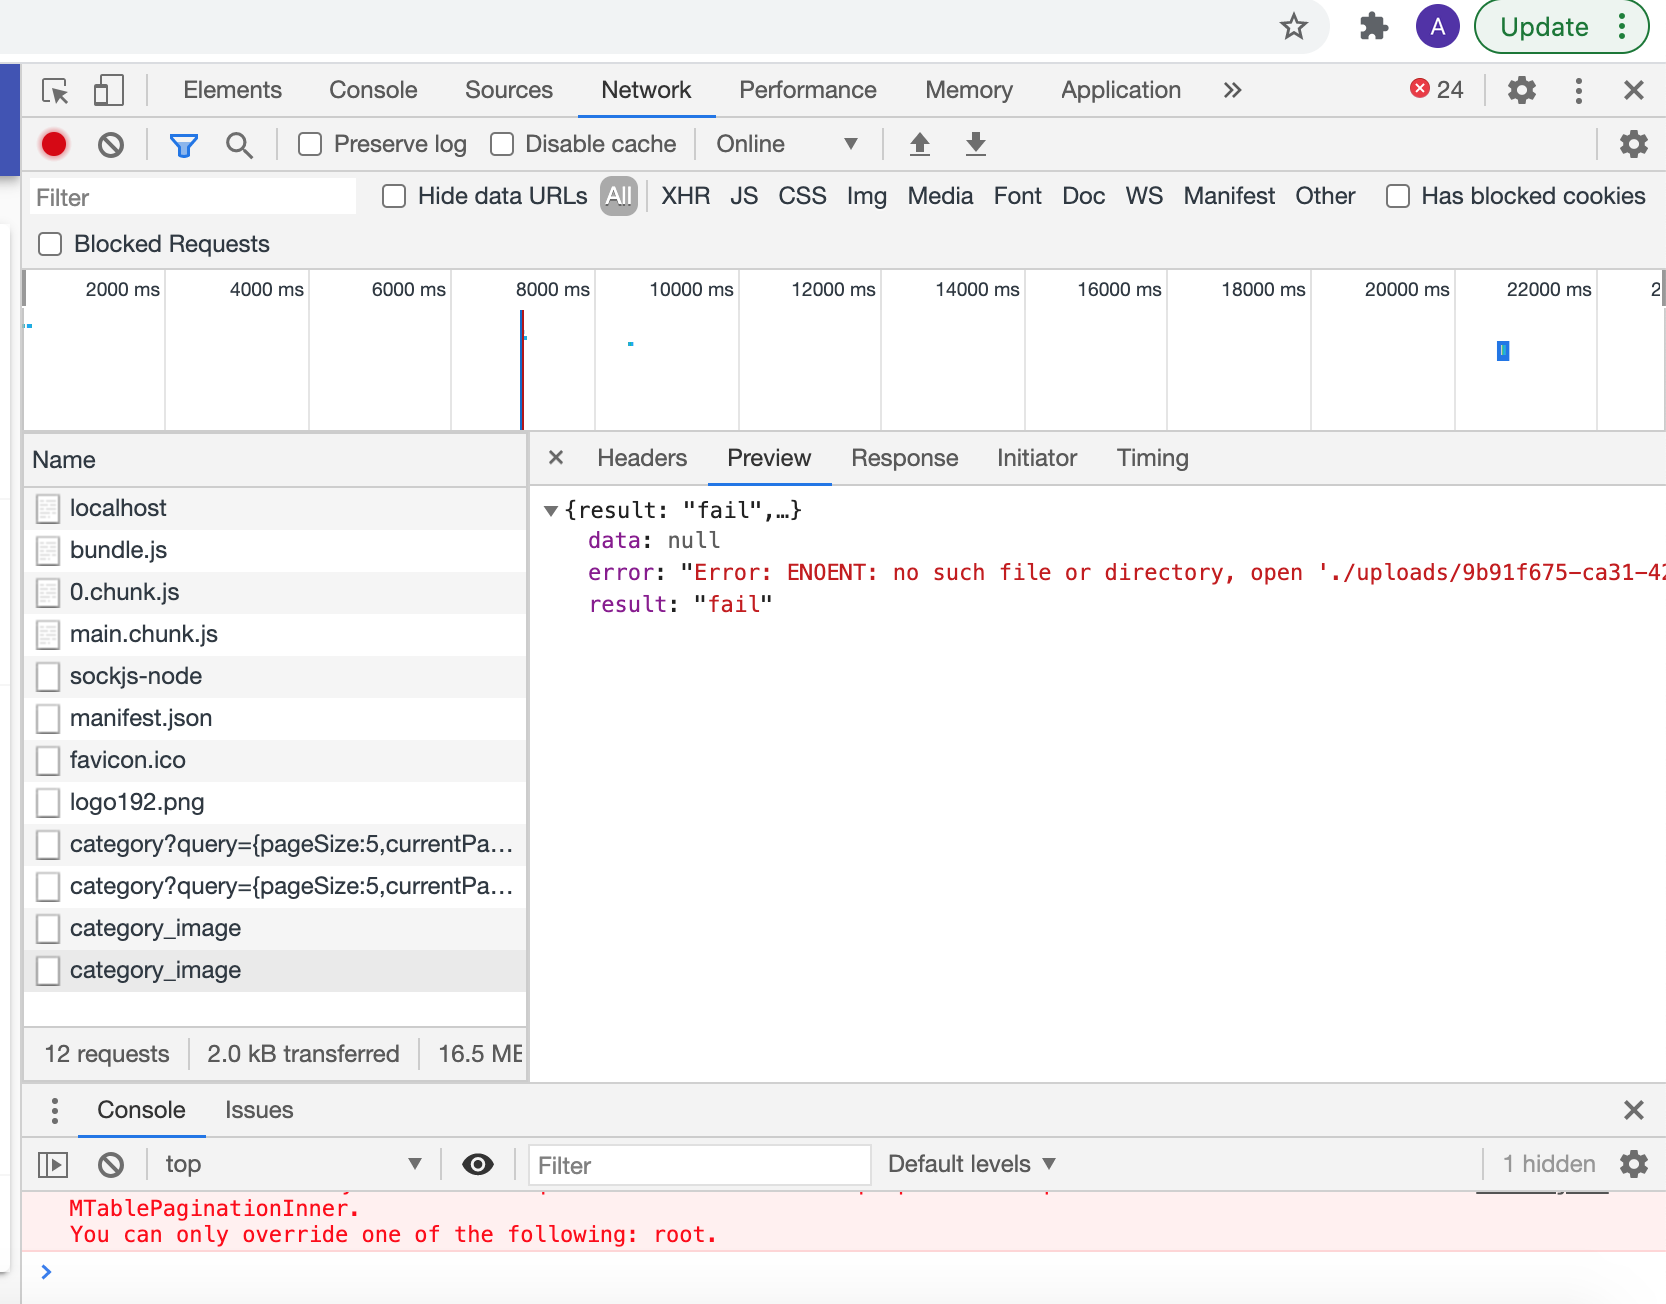 A
Update
Elements Console Sources Network Performance Memory Application » 24
Preserve log Disable cache Online
Filter Hide data URLs All XHR JS CSS Img Media Font Doc WS Manifest Other Has blocked cookies
Blocked Requests
2000 ms 4000 ms 6000 ms 8000 ms 10000 ms 12000 ms 14000 ms 16000 ms 18000 ms 20000 ms 22000 ms 2
Name
× Headers Preview Response Initiator Timing
localhost
bundle.js
0.chunk.js
main.chunk.js
sockjs-node
manifest.json
favicon.ico
logo192.png
category?query={pageSize:5,currentPa…
category?query={pageSize:5,currentPa…
category_image
category_image
{result: "fail",…}
data: null
error: "Error: ENOENT: no such file or directory, open './uploads/9b91f675-ca31-42
result: "fail"
12 requests 2.0 kB transferred 16.5 ME
Console Issues
top Filter Default levels 1 hidden
MTablePaginationInner.
You can only override one of the following: root.